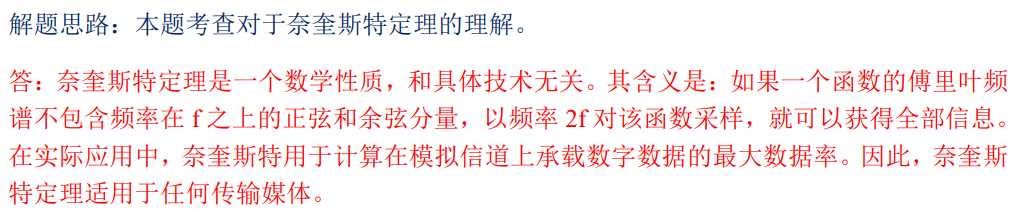 解题思路：本题考查对于奈奎斯特定理的理解。
答：奈奎斯特定理是一个数学性质，和具体技术无关。其含义是：如果一个函数的傅里叶频
谱不包含频率在 f 之上的正弦和余弦分量，以频率 2f 对该函数采样，就可以获得全部信息。
在实际应用中，奈奎斯特用于计算在模拟信道上承载数字数据的最大数据率。因此，奈奎斯
特定理适用于任何传输媒体。